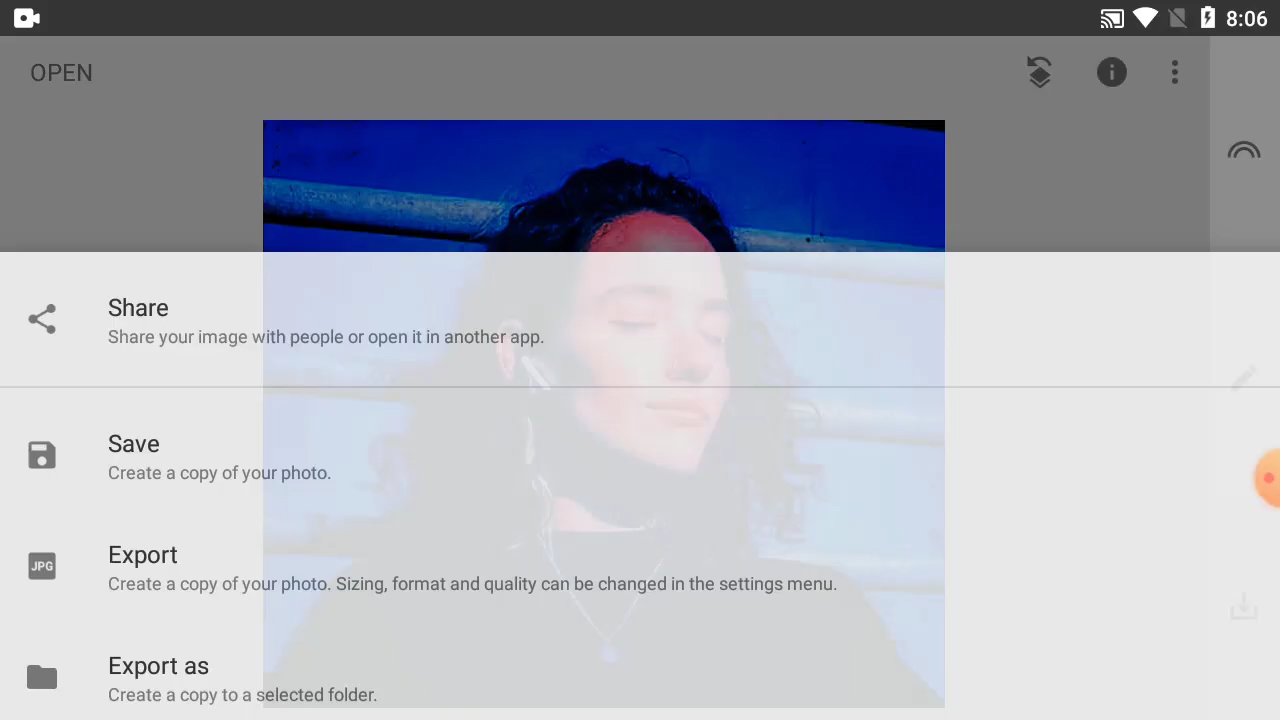 8:06
OPEN
Share
Share your image with people or open it in another app.
Save
Create a copy of your photo.
JPG
Export
Create a copy of your photo. Sizing, format and quality can be changed in the settings menu.
Export as
Create a copy to a selected folder.